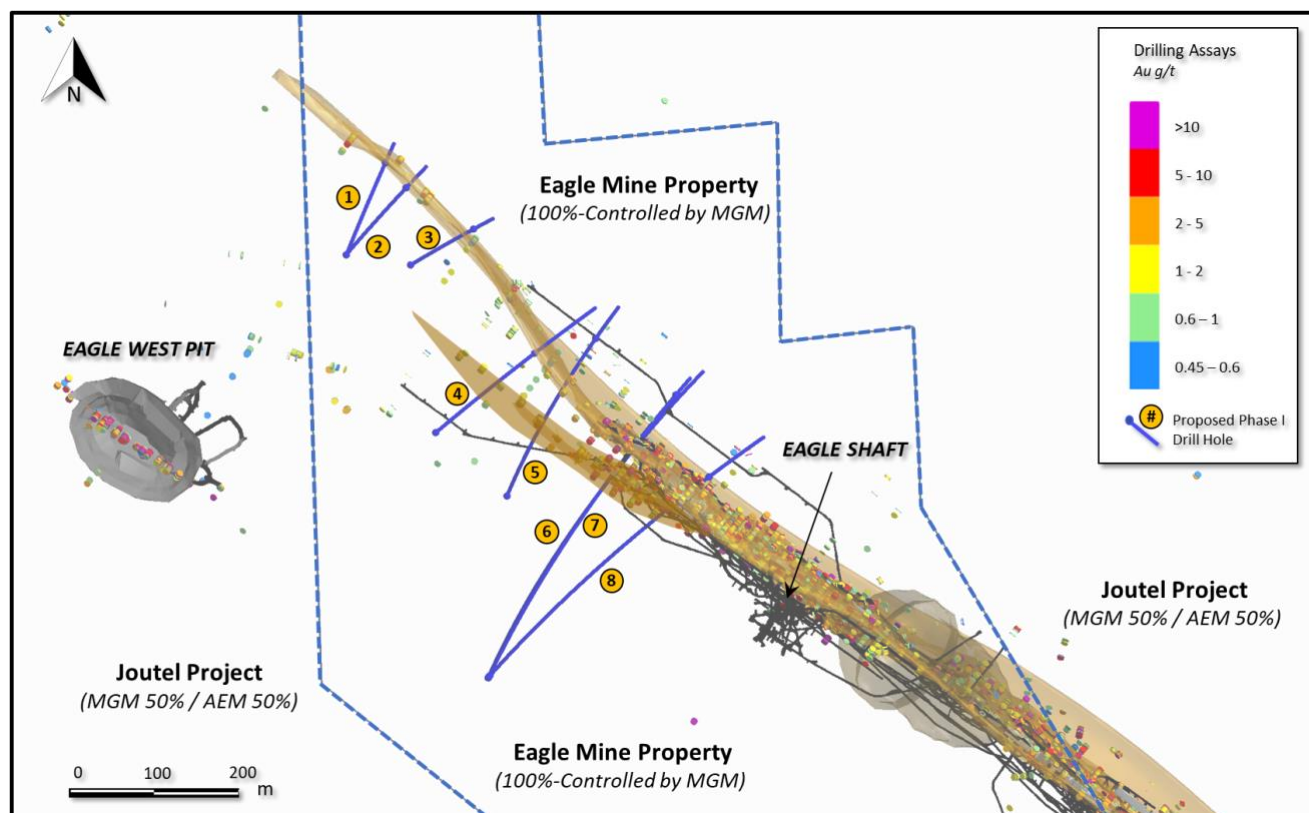 N
Drilling Assays
Au g/t
>10
5 - 10
2 - 5
1 - 2
0.6 – 1
0.45 – 0.6
#
Proposed Phase I
Drill Hole
Eagle Mine Property
(100%-Controlled by MGM)
1
2
3
EAGLE WEST PIT
4
5
6
7
8
EAGLE SHAFT
Joutel Project
(MGM 50% / AEM 50%)
Joutel Project
(MGM 50% / AEM 50%)
Eagle Mine Property
(100%-Controlled by MGM)
0 100 200
m